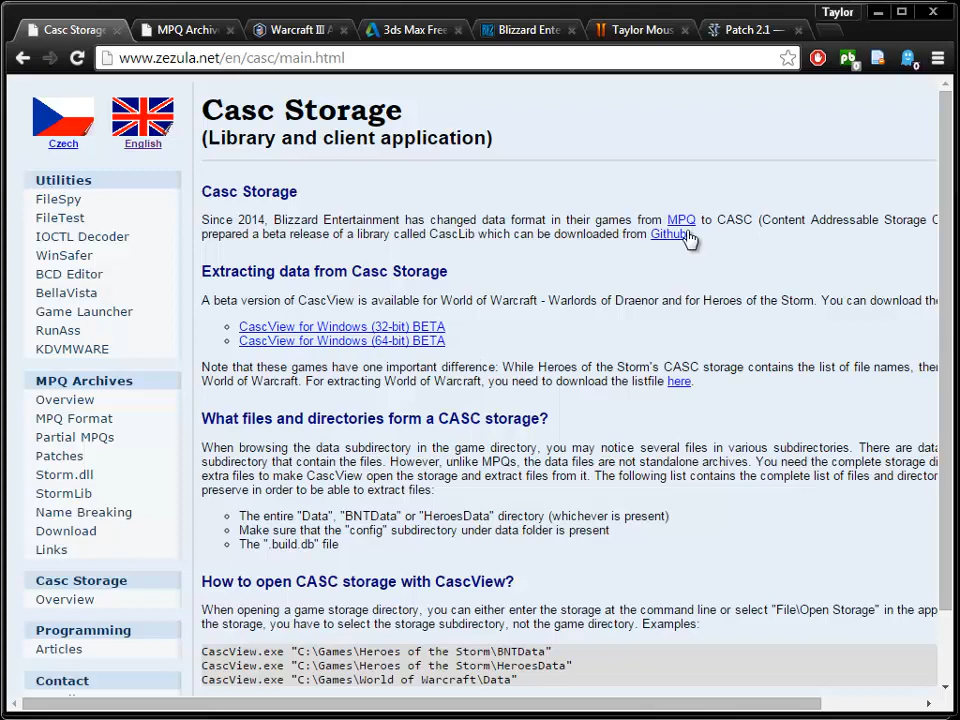 Taylor
Casc Storage
MPQ Archive
Warcraft III A
3ds Max Free
Blizzard Ente
Taylor Mous
Patch 2.1 —
www.zezula.net/en/casc/main.html
pb
0
0
Czech
English
Utilities
FileSpy
FileTest
IOCTL Decoder
WinSafer
BCD Editor
BellaVista
Game Launcher
RunAss
KDVMWARE
MPQ Archives
Overview
MPQ Format
Partial MPQs
Patches
Storm.dll
StormLib
Name Breaking
Download
Links
Casc Storage
Overview
Programming
Articles
Contact
Casc Storage
(Library and client application)
Casc Storage
Since 2014, Blizzard Entertainment has changed data format in their games from MPQ to CASC (Content Addressable Storage C
prepared a beta release of a library called CascLib which can be downloaded from Github
Extracting data from Casc Storage
A beta version of CascView is available for World of Warcraft - Warlords of Draenor and for Heroes of the Storm. You can download the
CascView for Windows (32-bit) BETA
CascView for Windows (64-bit) BETA
Note that these games have one important difference: While Heroes of the Storm's CASC storage contains the list of file names, ther
World of Warcraft. For extracting World of Warcraft, you need to download the listfile here.
What files and directories form a CASC storage?
When browsing the data subdirectory in the game directory, you may notice several files in various subdirectories. There are data
subdirectory that contain the files. However, unlike MPQs, the data files are not standalone archives. You need the complete storage di
extra files to make CascView open the storage and extract files from it. The following list contains the complete list of files and director
preserve in order to be able to extract files:
The entire "Data", "BNTData" or "HeroesData" directory (whichever is present)
Make sure that the "config" subdirectory under data folder is present
The ".build.db" file
How to open CASC storage with CascView?
When opening a game storage directory, you can either enter the storage at the command line or select "File\Open Storage" in the app
the storage, you have to select the storage subdirectory, not the game directory. Examples:
CascView.exe "C:\Games\Heroes of the Storm\BNTData"
CascView.exe "C:\Games\Heroes of the Storm\HeroesData"
CascView.exe "C:\Games\World of Warcraft\Data"